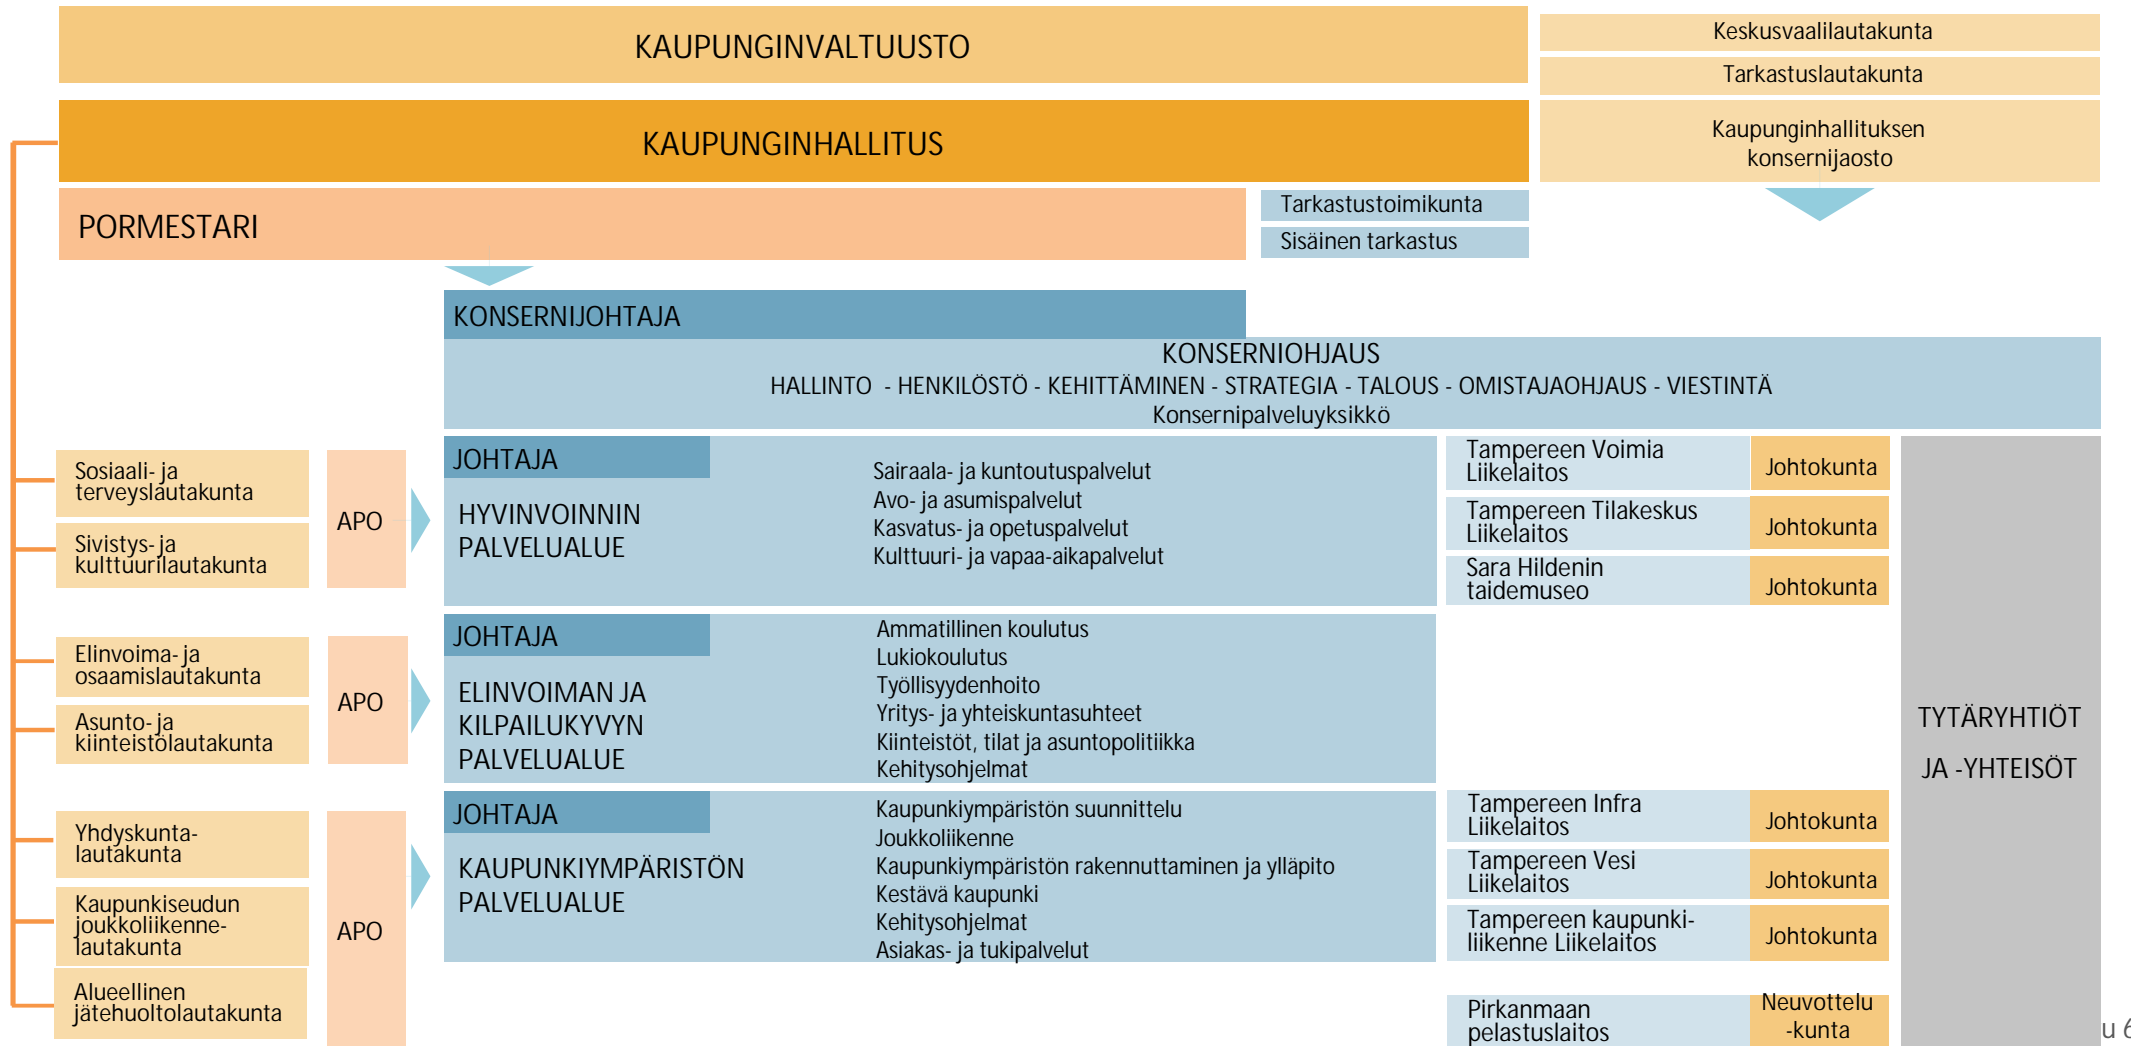 KAUPUNGINVALTUUSTO
Keskusvaalilautakunta
Tarkastuslautakunta
KAUPUNGINHALLITUS
Kaupunginhallituksen
konsernijaosto
PORMESTARI
Tarkastustoimikunta
Sisäinen tarkastus
KONSERNIJOHTAJA
KONSERNIOHJAUS
HALLINTO - HENKILÖSTÖ - KEHITTÄMINEN - STRATEGIA - TALOUS - OMISTAJAOHJAUS - VIESTINTÄ
Konsernipalveluyksikkö
Sosiaali- ja
terveyslautakunta
Sivistys- ja
kulttuurilautakunta
APO
JOHTAJA
HYVINVOINNIN
PALVELUALUE
Sairaala- ja kuntoutuspalvelut
Avo- ja asumispalvelut
Kasvatus- ja opetuspalvelut
Kulttuuri- ja vapaa-aikapalvelut
Tampereen Voimia
Liikelaitos
Johtokunta
Tampereen Tilakeskus
Liikelaitos
Johtokunta
Sara Hildenin
taidemuseo
Johtokunta
Elinvoima- ja
osaamislautakunta
Asunto- ja
kiinteistölautakunta
APO
JOHTAJA
ELINVOIMAN JA
KILPAILUKYVYN
PALVELUALUE
Ammatillinen koulutus
Lukiokoulutus
Työllisyydenhoito
Yritys- ja yhteiskuntasuhteet
Kiinteistöt, tilat ja asuntopolitiikka
Kehitysohjelmat
TYTÄRYHTIÖT
JA -YHTEISÖT
Yhdyskunta-
lautakunta
Kaupunkiseudun
joukkoliikenne-
lautakunta
Alueellinen
jätehuoltolautakunta
APO
JOHTAJA
KAUPUNKIYMPÄRISTÖN
PALVELUALUE
Kaupunkiympäristön suunnittelu
Joukkoliikenne
Kaupunkiympäristön rakennuttaminen ja ylläpito
Kestävä kaupunki
Kehitysohjelmat
Asiakas- ja tukipalvelut
Tampereen Infra
Liikelaitos
Johtokunta
Tampereen Vesi
Liikelaitos
Johtokunta
Tampereen kaupunki-
liikenne Liikelaitos
Johtokunta
Pirkanmaan
pelastuslaitos
Neuvottelu
-kunta
u 6